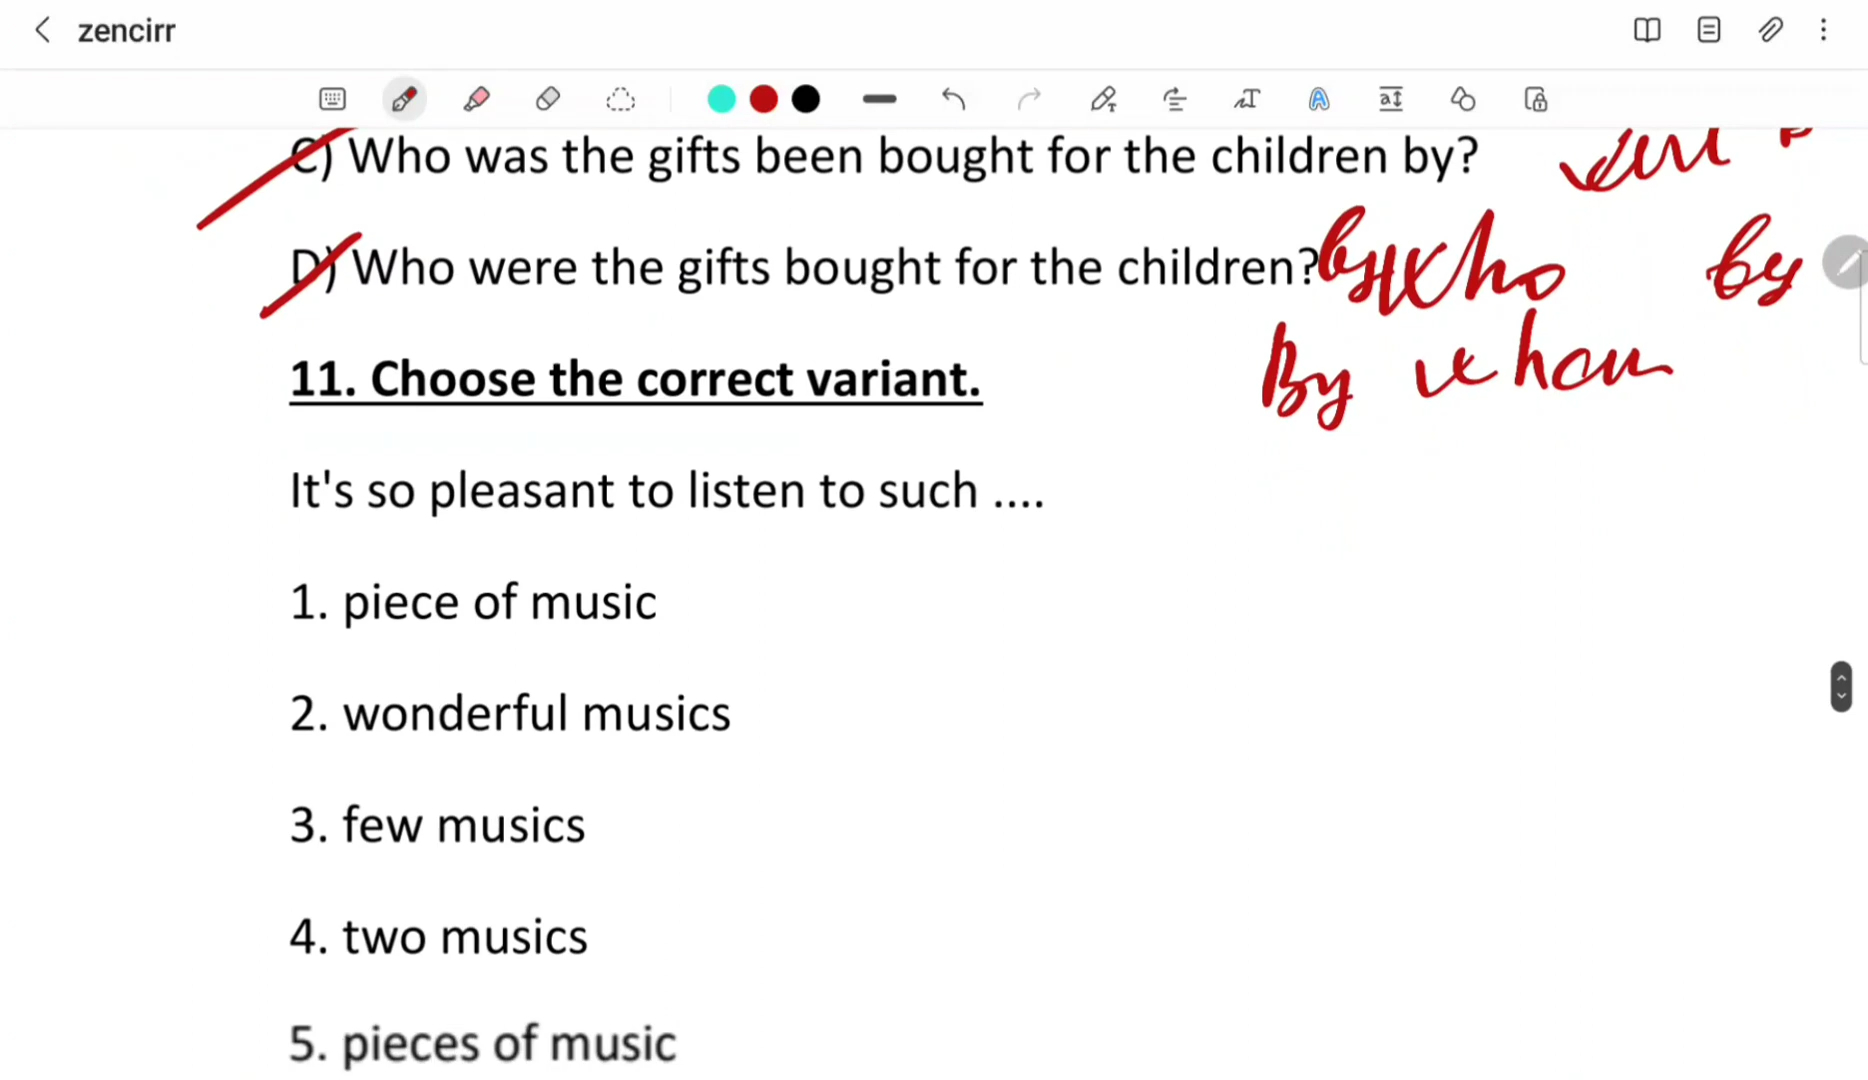 zencirr
C) Who was the gifts been bought for the children by?
D) Who were the gifts bought for the children? by who by
By whom
11. Choose the correct variant.
It's so pleasant to listen to such ....
1. piece of music
2. wonderful musics
3. few musics
4. two musics
5. pieces of music